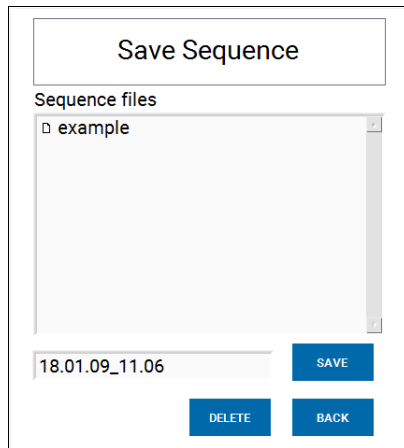 Save Sequence
Sequence files
example
18.01.09_11.06
SAVE
DELETE
BACK